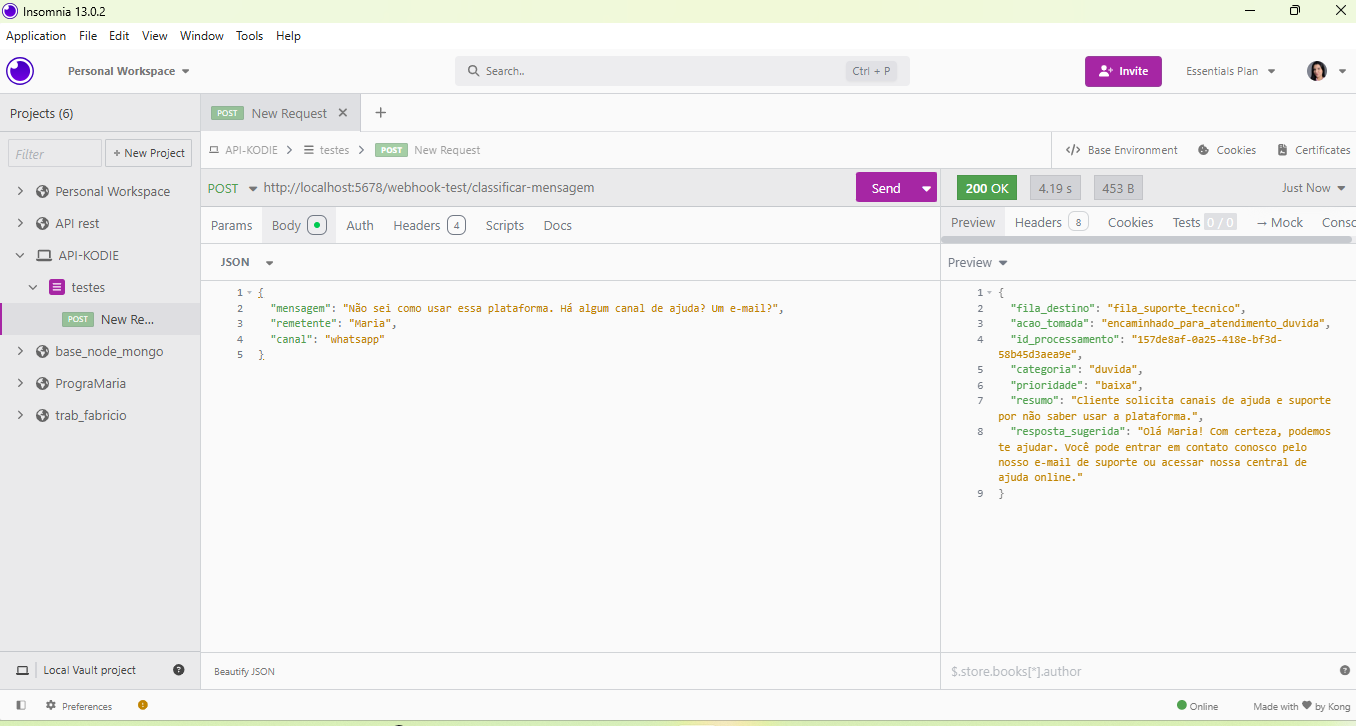 Insomnia 13.0.2
Application File Edit View Window Tools Help
Personal Workspace
Search..
Ctrl + P
Invite
Essentials Plan
Projects (6)
POST New Request
Filter
+ New Project
API-KODIE
testes
POST New Request
Base Environment
Cookies
Certificates
Personal Workspace
API rest
API-KODIE
testes
POST New Re...
base_node_mongo
PrograMaria
trab_fabricio
POST http://localhost:5678/webhook-test/classificar-mensagem
Send
200 OK
4.19 s
453 B
Just Now
Params Body Auth Headers 4 Scripts Docs
Preview Headers 8 Cookies Tests 0 / 0 → Mock Consc
JSON
Preview
1 {
2 "mensagem": "Não sei como usar essa plataforma. Há algum canal de ajuda? Um e-mail?",
3 "remetente": "Maria",
4 "canal": "whatsapp"
5 }
1 {
2 "fila_destino": "fila_suporte_tecnico",
3 "acao_tomada": "encaminhado_para_atendimento_duvida",
4 "id_processamento": "157de8af-0a25-418e-bf3d-
58b45d3aea9e",
5 "categoria": "duvida",
6 "prioridade": "baixa",
7 "resumo": "Cliente solicita canais de ajuda e suporte
por não saber usar a plataforma.",
8 "resposta_sugerida": "Olá Maria! Com certeza, podemos
te ajudar. Você pode entrar em contato conosco pelo
nosso e-mail de suporte ou acessar nossa central de
ajuda online."
9 }
Local Vault project
Beautify JSON
$.store.books[*].author
Preferences
Online
Made with ♥ by Kong